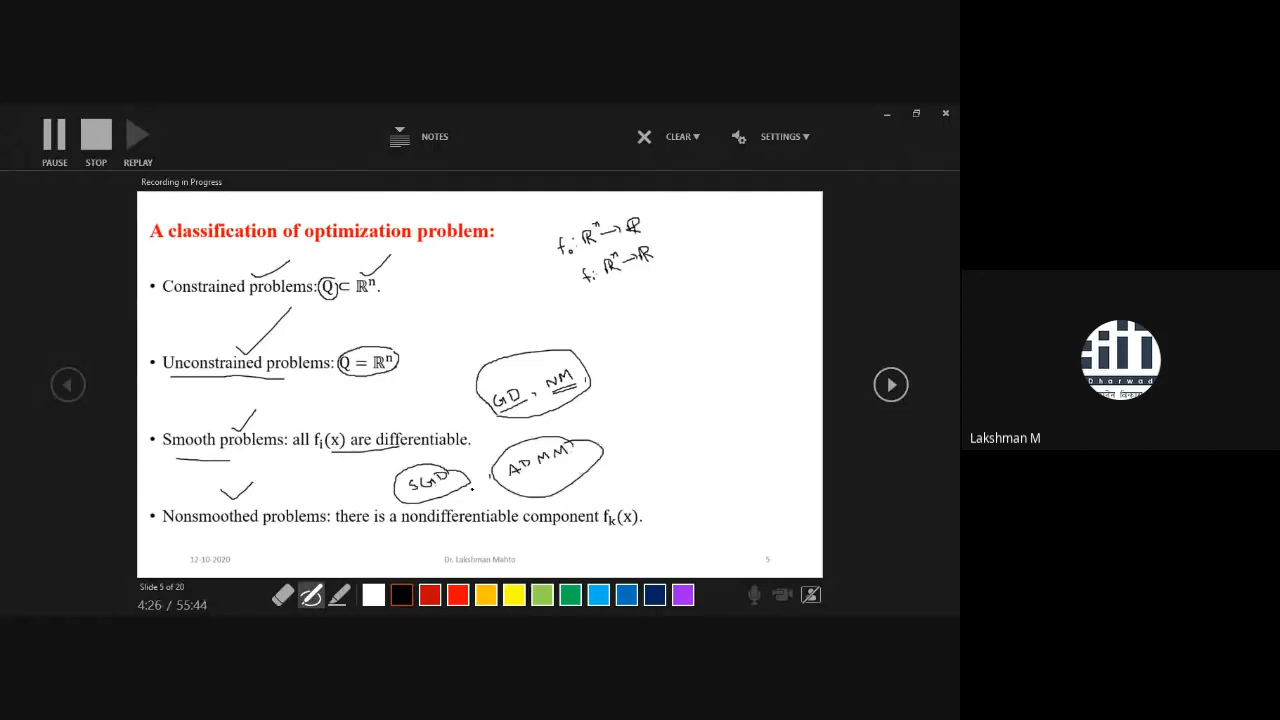 NOTES
CLEAR
SETTINGS
PAUSE STOP REPLAY
Recording in Progress
A classification of optimization problem:
f₀: ℝⁿ → ℝ
fᵢ: ℝⁿ → ℝ
• Constrained problems: Q ⊂ ℝⁿ.
• Unconstrained problems: Q = ℝⁿ
GD, NM,
• Smooth problems: all fᵢ(x) are differentiable.
SGD, ADMM
• Nonsmoothed problems: there is a nondifferentiable component fₖ(x).
12-10-2020 Dr. Lakshman Mahto 5
Slide 5 of 20
4:26 / 55:44
Dharwad
Lakshman M